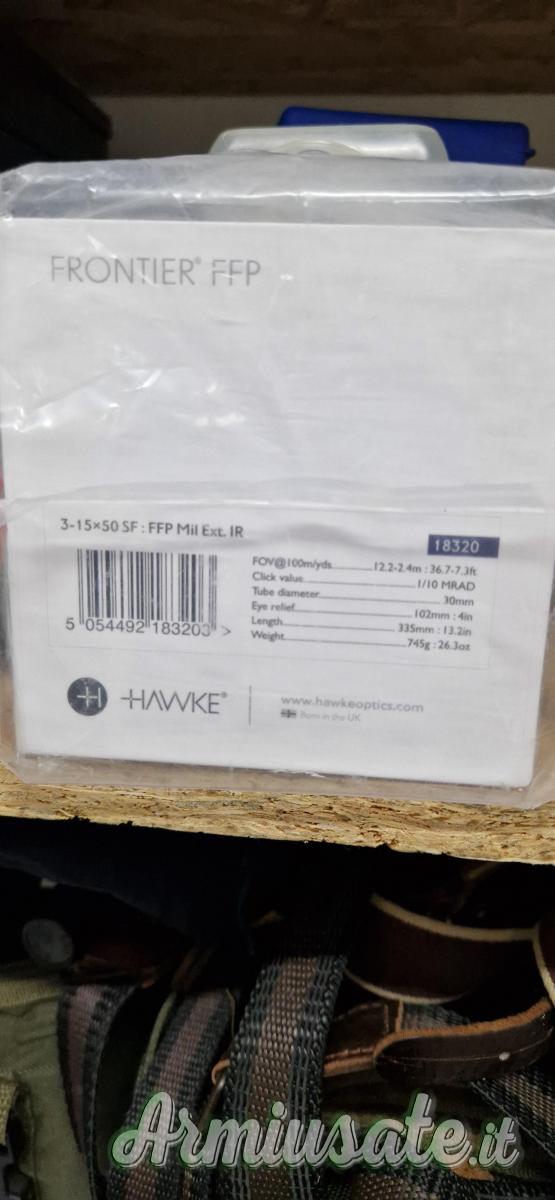 FRONTIER® FFP
3-15×50 SF : FFP Mil Ext. IR
18320
FOV@100m/yds 12.2-2.4m : 36.7-7.3ft
Click value 1/10 MRAD
Tube diameter 30mm
Eye relief 102mm : 4in
Length 335mm : 13.2in
Weight 745g : 26.3oz
5 054492 183203 >
HAWKE®
www.hawkeoptics.com
Born in the UK
Armiusate.it